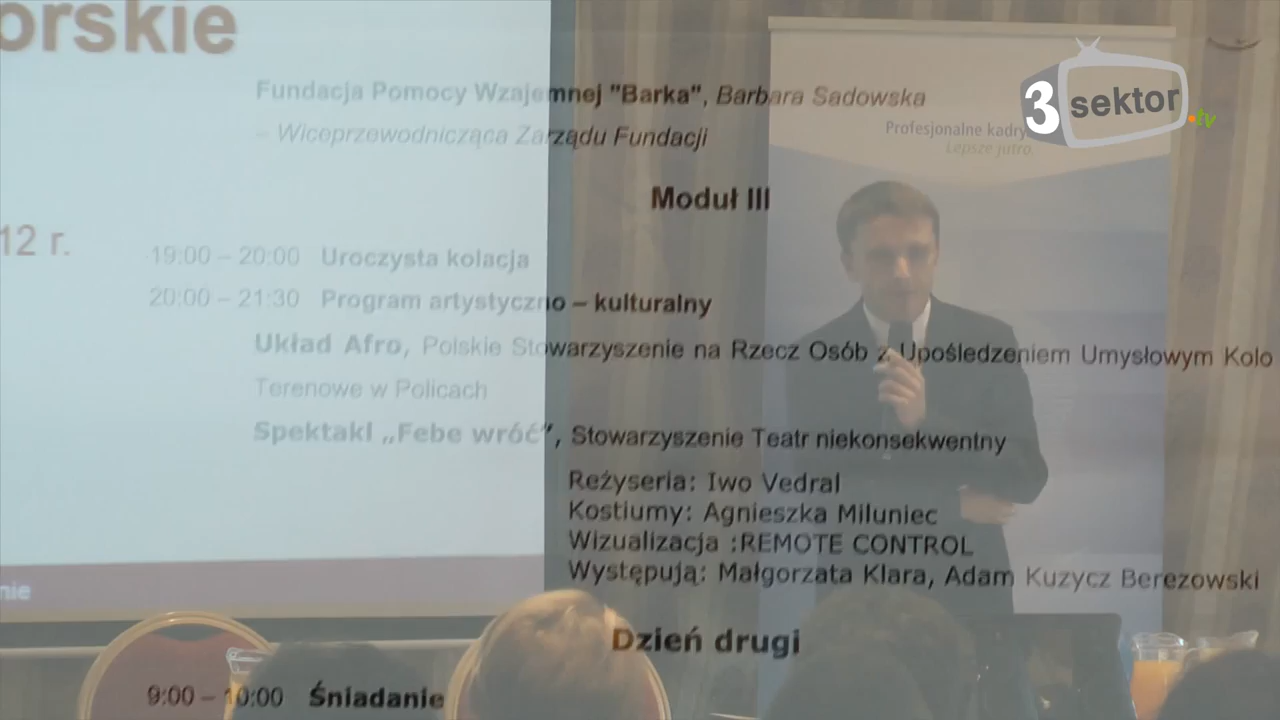 orskie
3 sektor.tv
Fundacja Pomocy Wzajemnej "Barka", Barbara Sadowska
– Wiceprzewodnicząca Zarządu Fundacji
Profesjonalne kadry.
Lepsze jutro.
Moduł III
12 r.
19:00 – 20:00 Uroczysta kolacja
20:00 – 21:30 Program artystyczno – kulturalny
Układ Afro, Polskie Stowarzyszenie na Rzecz Osób z Upośledzeniem Umysłowym Kolo
Terenowe w Policach
Spektakl „Febe wróć”, Stowarzyszenie Teatr niekonsekwentny
Reżyseria: Iwo Vedral
Kostiumy: Agnieszka Miluniec
Wizualizacja :REMOTE CONTROL
Występują: Małgorzata Klara, Adam Kuzycz Berezowski
nie
Dzień drugi
9:00 – 10:00 Śniadanie